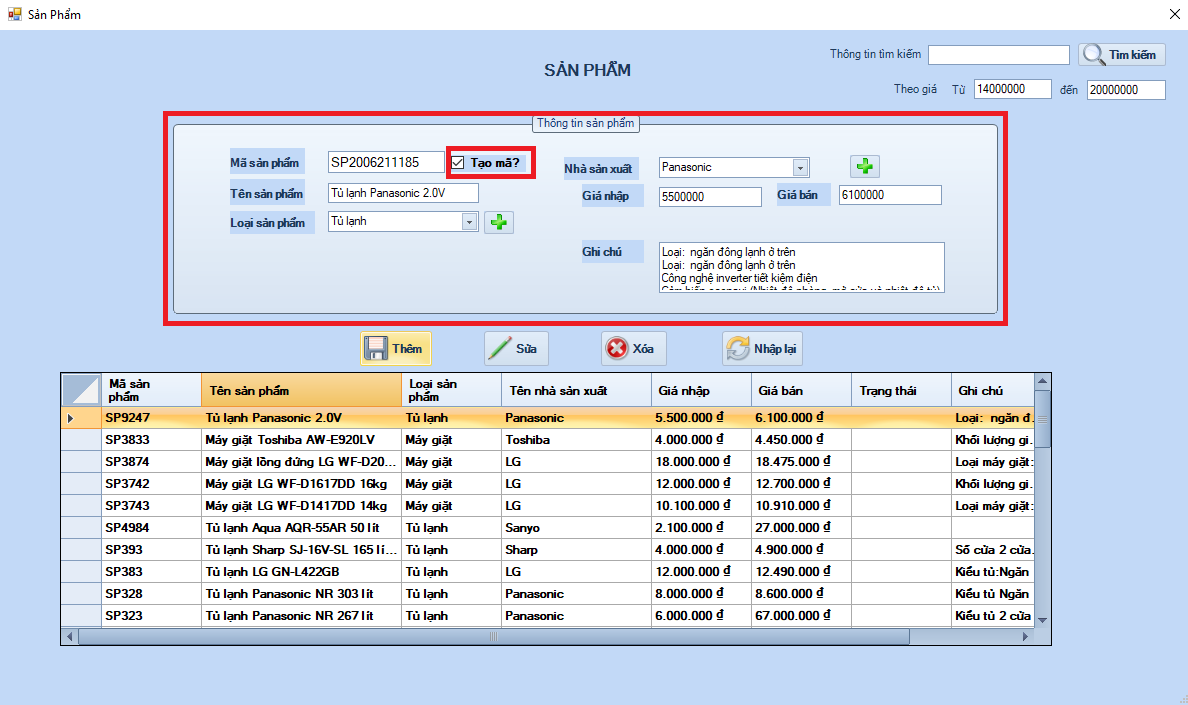 Sản Phẩm
SẢN PHẨM
Thông tin tìm kiếm
Tìm kiếm
Theo giá Từ 14000000 đến 20000000
Thông tin sản phẩm
Mã sản phẩm SP2006211185 Tạo mã?
Tên sản phẩm Tủ lạnh Panasonic 2.0V
Loại sản phẩm Tủ lạnh
Nhà sản xuất Panasonic
Giá nhập 5500000 Giá bán 6100000
Ghi chú
Loại: ngăn đông lạnh ở trên
Loại: ngăn đông lạnh ở trên
Công nghệ inverter tiết kiệm điện
Thêm Sửa Xóa Nhập lại
Mã sản phẩm Tên sản phẩm Loại sản phẩm Tên nhà sản xuất Giá nhập Giá bán Trạng thái Ghi chú
SP9247 Tủ lạnh Panasonic 2.0V Tủ lạnh Panasonic 5.500.000 ₫ 6.100.000 ₫ Loại: ngăn đ...
SP3833 Máy giặt Toshiba AW-E920LV Máy giặt Toshiba 4.000.000 ₫ 4.450.000 ₫ Khối lượng gi...
SP3874 Máy giặt lồng đứng LG WF-D20... Máy giặt LG 18.000.000 ₫ 18.475.000 ₫ Loại máy giặt:
SP3742 Máy giặt LG WF-D1617DD 16kg Máy giặt LG 12.000.000 ₫ 12.700.000 ₫ Khối lượng gi...
SP3743 Máy giặt LG WF-D1417DD 14kg Máy giặt LG 10.100.000 ₫ 10.910.000 ₫ Loại máy giặt:
SP4984 Tủ lạnh Aqua AQR-55AR 50 lít Tủ lạnh Sanyo 2.100.000 ₫ 27.000.000 ₫
SP393 Tủ lạnh Sharp SJ-16V-SL 165 lí... Tủ lạnh Sharp 4.000.000 ₫ 4.900.000 ₫ Số cửa 2 cửa...
SP383 Tủ lạnh LG GN-L422GB Tủ lạnh LG 12.000.000 ₫ 12.490.000 ₫ Kiểu tủ:Ngăn
SP328 Tủ lạnh Panasonic NR 303 lít Tủ lạnh Panasonic 8.000.000 ₫ 8.600.000 ₫ Kiểu tủ Ngăn
SP323 Tủ lạnh Panasonic NR 267 lít Tủ lạnh Panasonic 6.000.000 ₫ 67.000.000 ₫ Kiểu tủ 2 cửa